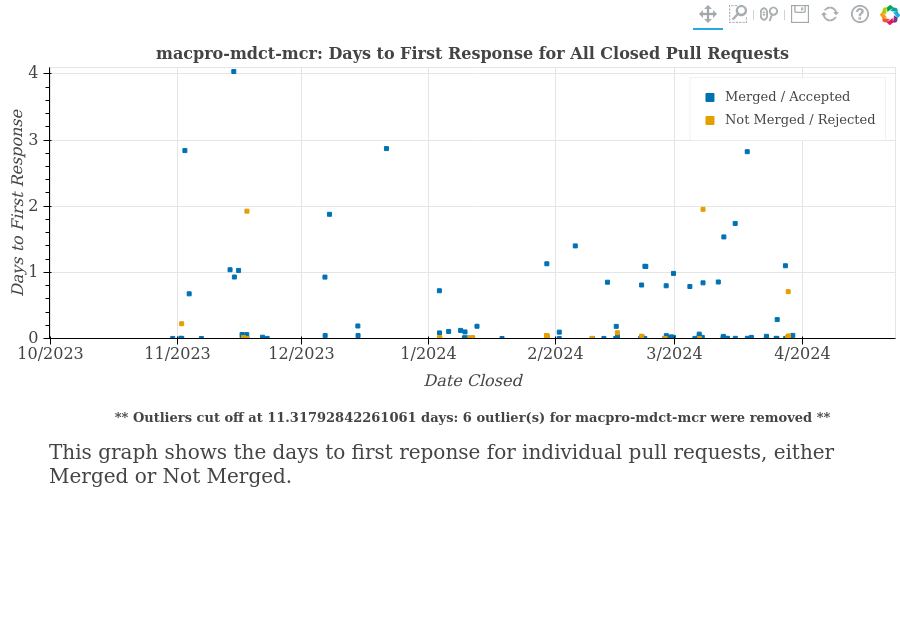 macpro-mdct-mcr: Days to First Response for All Closed Pull Requests
Merged / Accepted
Not Merged / Rejected
Days to First Response
4
3
2
1
0
10/2023 11/2023 12/2023 1/2024 2/2024 3/2024 4/2024
Date Closed
** Outliers cut off at 11.31792842261061 days: 6 outlier(s) for macpro-mdct-mcr were removed **
This graph shows the days to first reponse for individual pull requests, either
Merged or Not Merged.